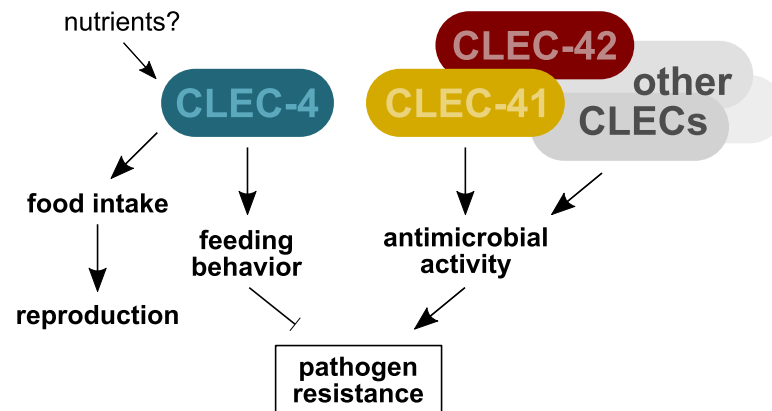 nutrients?
CLEC-4
CLEC-42
CLEC-41
other
CLECs
food intake
feeding
behavior
antimicrobial
activity
reproduction
pathogen
resistance